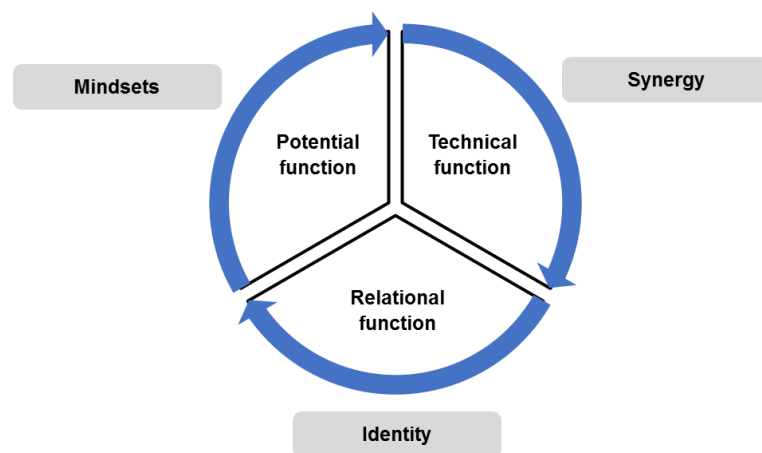 Mindsets
Synergy
Potential
function
Technical
function
Relational
function
Identity